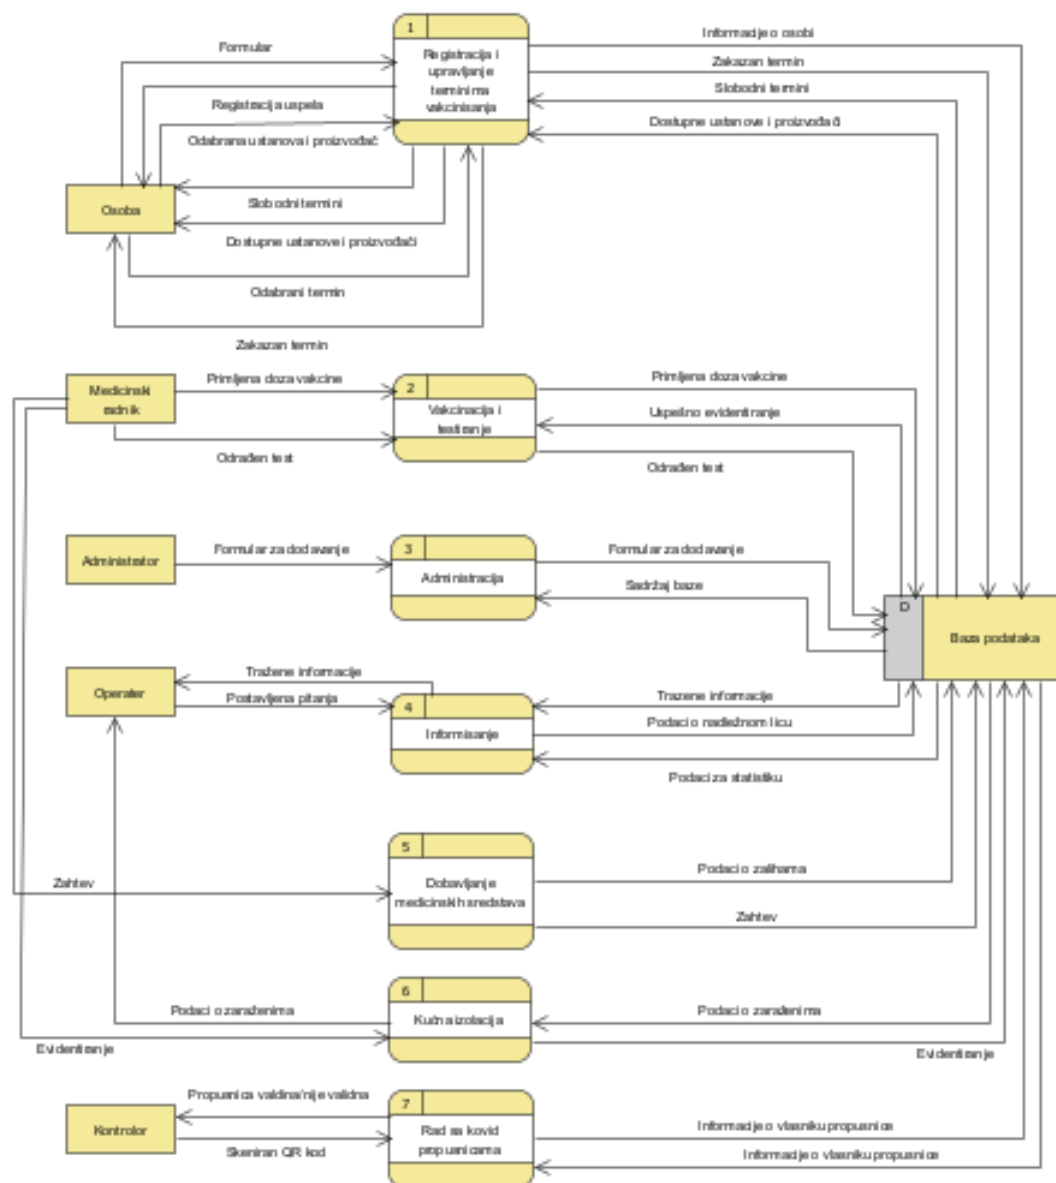 1
Registracija i
upravljanje
terminima
vakcinisanja
Formular
Registracija uspela
Odabrana ustanova i proizvođač
Osoba
Slobodni termini
Dostupne ustanove i proizvođači
Odabrani termin
Zakazan termin
Informacije o osobi
Zakazan termin
Slobodni termini
Dostupne ustanove i proizvođači
Medicinski
radnik
Primljena doza vakcine
Odrađen test
2
Vakcinacija i
testiranje
Primljena doza vakcine
Uspešno evidentiranje
Odrađen test
Administrator
Formular za dodavanje
3
Administracija
Formular za dodavanje
Sadržaj baze
D
Baza podataka
Operater
Tražene informacije
Postavljena pitanja
4
Informisanje
Trazene informacije
Podaci o nadležnom licu
Podaci za statistiku
5
Dobavljanje
medicinskih sredstava
Zahtev
Podaci o zalihama
Zahtev
6
Kućna izolacija
Podaci o zaraženima
Evidentiranje
Podaci o zaraženima
Evidentiranje
Kontrolor
Propusnica valdina/nije validna
Skeniran QR kod
7
Rad sa kovid
propusnicama
Informacije o vlasniku propusnice
Informacije o vlasniku propusnice